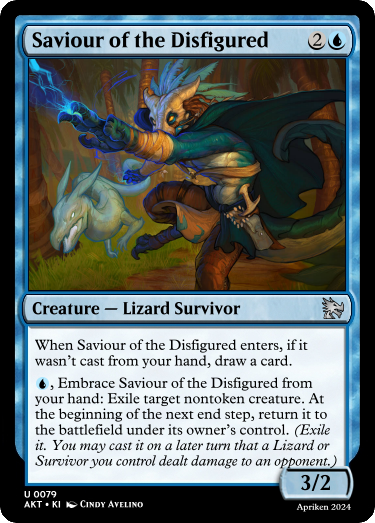 Saviour of the Disfigured 2
Creature — Lizard Survivor
When Saviour of the Disfigured enters, if it
wasn't cast from your hand, draw a card.
, Embrace Saviour of the Disfigured from
your hand: Exile target nontoken creature. At
the beginning of the next end step, return it to
the battlefield under its owner's control. (Exile
it. You may cast it on a later turn that a Lizard or
Survivor you control dealt damage to an opponent.)
3/2
U 0079
AKT • KI Cindy Avelino
Apriken 2024